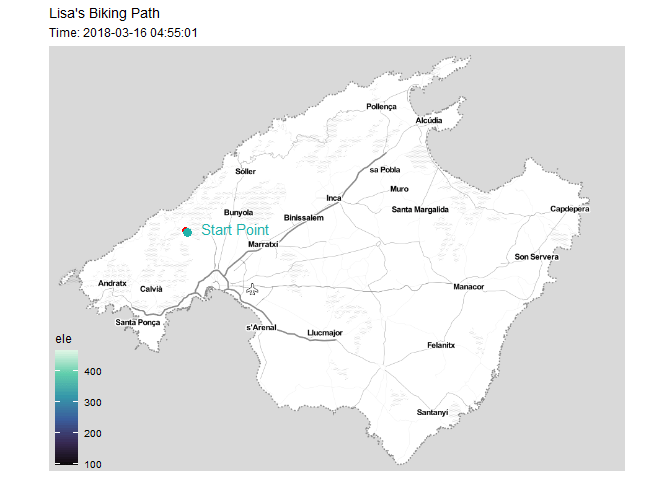 Lisa's Biking Path
Time: 2018-03-16 04:55:01
Pollença
Alcúdia
Sóller
sa Pobla
Muro
Inca
Santa Margalida
Capdepera
Bunyola
Binissalem
Start Point
Marratxi
Son Servera
Andratx
Calvià
Manacor
Santa Ponça
s'Arenal
Llucmajor
Felanitx
Santanyí
ele
400
300
200
100